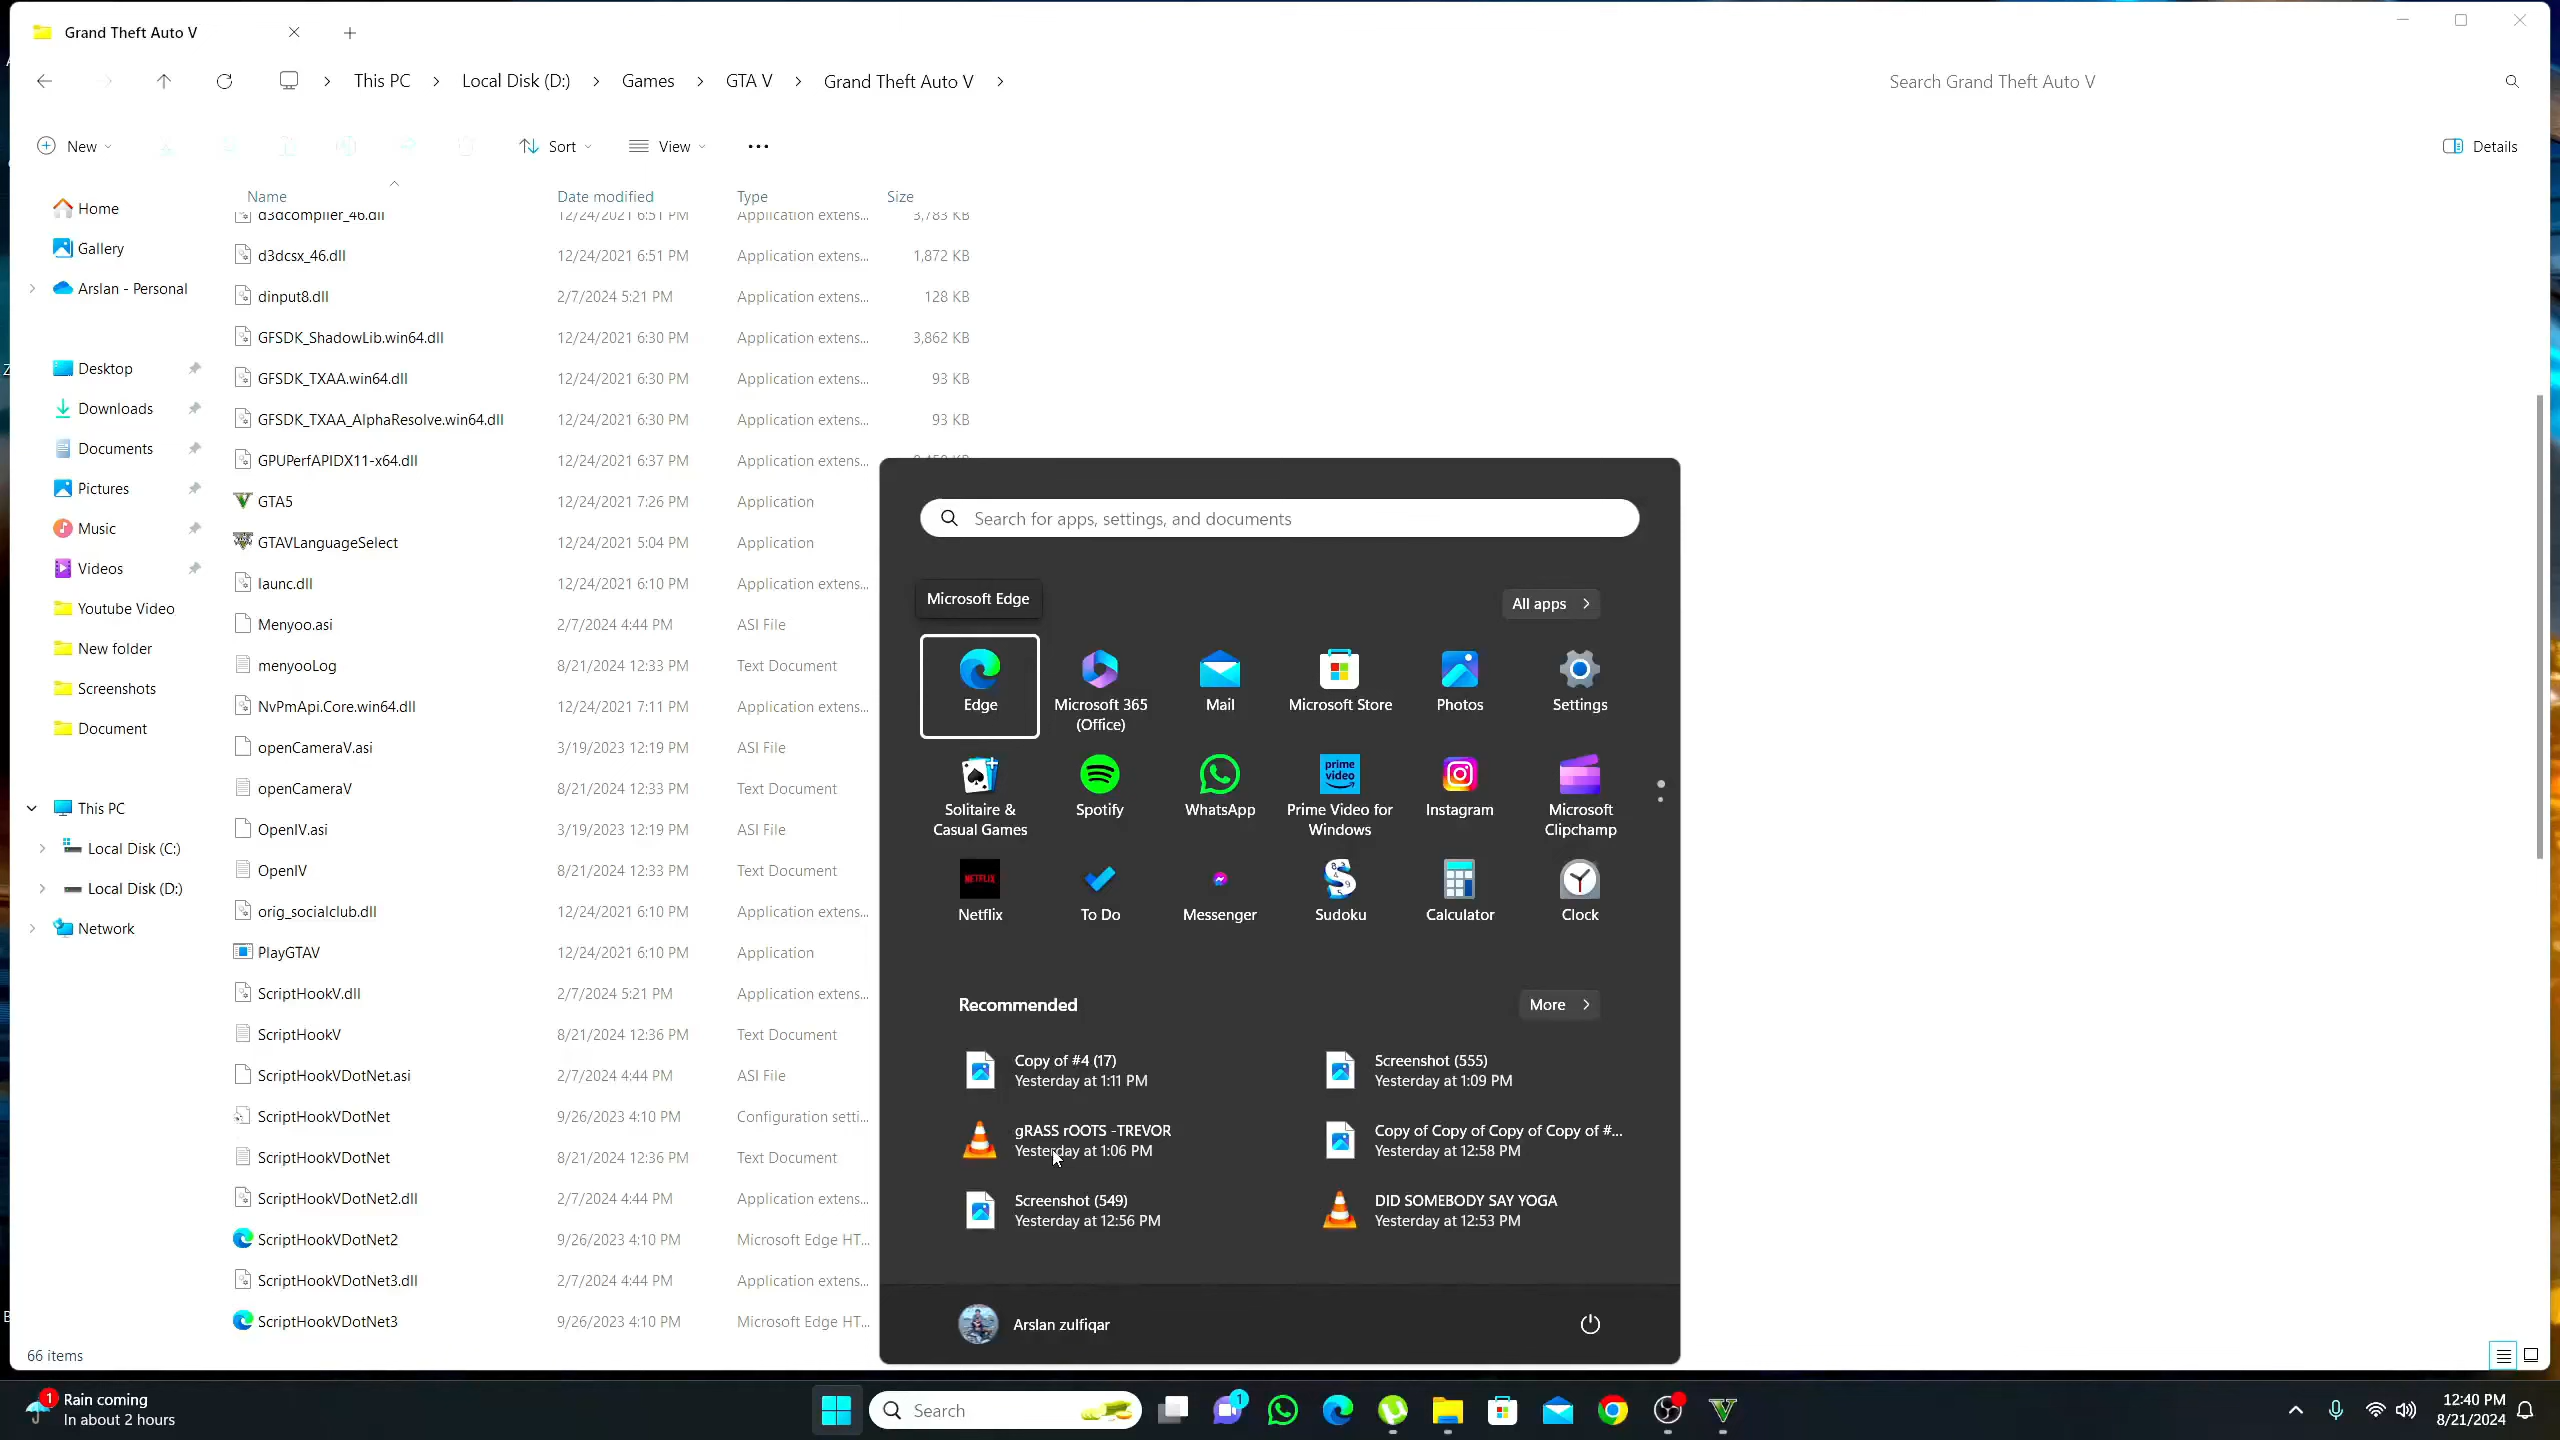 Grand Theft Auto V
This PC
Local Disk (D:)
Games
GTA V
Grand Theft Auto V
Search Grand Theft Auto V
New
Sort
View
Details
Name
Date modified
Type
Size
Home
Gallery
Arslan - Personal
Desktop
Downloads
Documents
Pictures
Music
Videos
Youtube Video
New folder
Screenshots
Document
This PC
Local Disk (C:)
Local Disk (D:)
Network
d3dcompiler_46.dll 12/24/2021 6:51 PM Application extens... 3,783 KB
d3dcsx_46.dll 12/24/2021 6:51 PM Application extens... 1,872 KB
dinput8.dll 2/7/2024 5:21 PM Application extens... 128 KB
GFSDK_ShadowLib.win64.dll 12/24/2021 6:30 PM Application extens... 3,862 KB
GFSDK_TXAA.win64.dll 12/24/2021 6:30 PM Application extens... 93 KB
GFSDK_TXAA_AlphaResolve.win64.dll 12/24/2021 6:30 PM Application extens... 93 KB
GPUPerfAPIDX11-x64.dll 12/24/2021 6:37 PM Application extens...
GTA5 12/24/2021 7:26 PM Application
GTAVLanguageSelect 12/24/2021 5:04 PM Application
launc.dll 12/24/2021 6:10 PM Application extens...
Menyoo.asi 2/7/2024 4:44 PM ASI File
menyooLog 8/21/2024 12:33 PM Text Document
NvPmApi.Core.win64.dll 12/24/2021 7:11 PM Application extens...
openCameraV.asi 3/19/2023 12:19 PM ASI File
openCameraV 8/21/2024 12:33 PM Text Document
OpenIV.asi 3/19/2023 12:19 PM ASI File
OpenIV 8/21/2024 12:33 PM Text Document
orig_socialclub.dll 12/24/2021 6:10 PM Application extens...
PlayGTAV 12/24/2021 6:10 PM Application
ScriptHookV.dll 2/7/2024 5:21 PM Application extens...
ScriptHookV 8/21/2024 12:36 PM Text Document
ScriptHookVDotNet.asi 2/7/2024 4:44 PM ASI File
ScriptHookVDotNet 9/26/2023 4:10 PM Configuration setti...
ScriptHookVDotNet 8/21/2024 12:36 PM Text Document
ScriptHookVDotNet2.dll 2/7/2024 4:44 PM Application extens...
ScriptHookVDotNet2 9/26/2023 4:10 PM Microsoft Edge HT...
ScriptHookVDotNet3.dll 2/7/2024 4:44 PM Application extens...
ScriptHookVDotNet3 9/26/2023 4:10 PM Microsoft Edge HT...
66 items
Search for apps, settings, and documents
Microsoft Edge
All apps
Edge
Microsoft 365
(Office)
Mail
Microsoft Store
Photos
Settings
Solitaire &
Casual Games
Spotify
WhatsApp
prime
video
Prime Video for
Windows
Instagram
Microsoft
Clipchamp
NETFLIX
Netflix
To Do
Messenger
Sudoku
Calculator
Clock
Recommended
More
Copy of #4 (17)
Yesterday at 1:11 PM
Screenshot (555)
Yesterday at 1:09 PM
gRASS rOOTS -TREVOR
Yesterday at 1:06 PM
Copy of Copy of Copy of Copy of #...
Yesterday at 12:58 PM
Screenshot (549)
Yesterday at 12:56 PM
DID SOMEBODY SAY YOGA
Yesterday at 12:53 PM
Arslan zulfiqar
1
Rain coming
In about 2 hours
Search
1
12:40 PM
8/21/2024